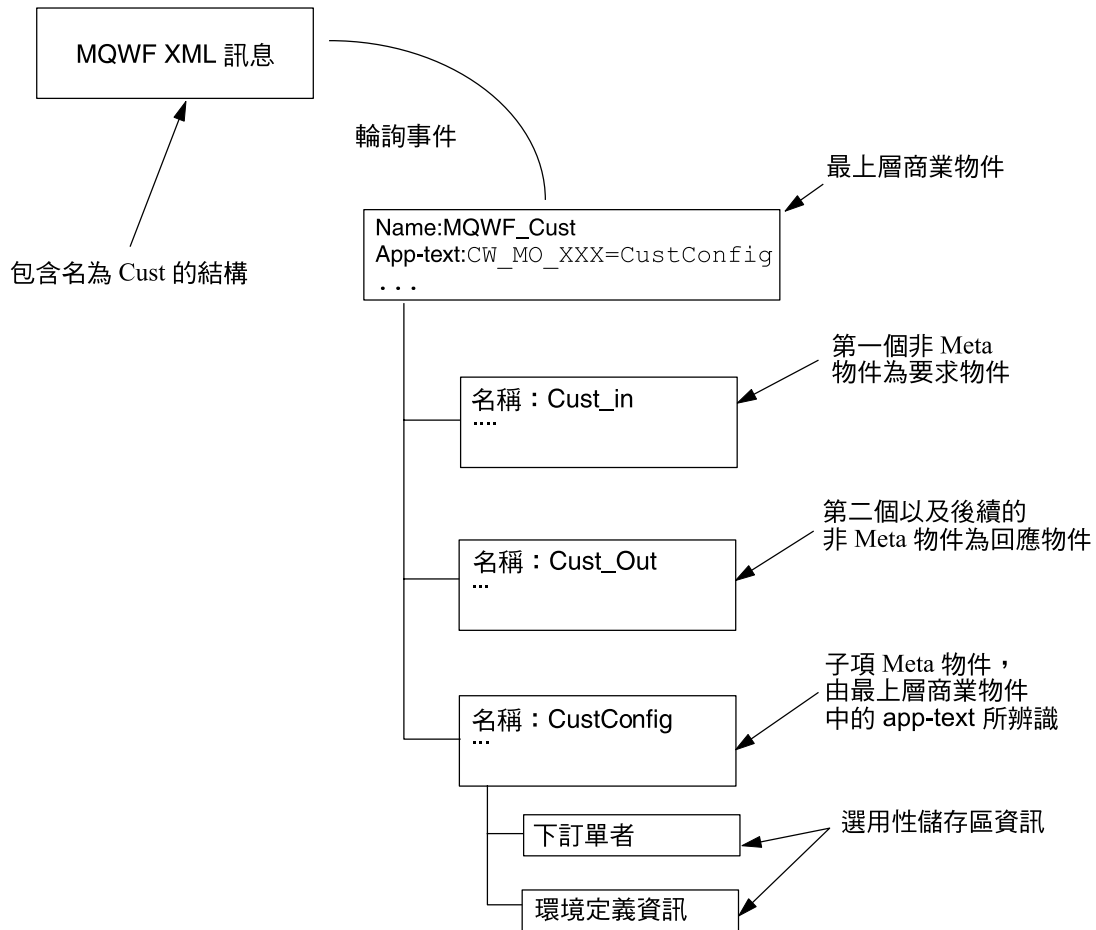 MQWF XML 訊息
輪詢事件
最上層商業物件
Name:MQWF_Cust
App-text:CW_MO_XXX=CustConfig
...
包含名為 Cust 的結構
第一個非 Meta
物件為要求物件
名稱：Cust_in
....
第二個以及後續的
非 Meta 物件為回應物件
名稱：Cust_Out
...
子項 Meta 物件，
由最上層商業物件
中的 app-text 所辨識
名稱：CustConfig
...
選用性儲存區資訊
下訂單者
環境定義資訊